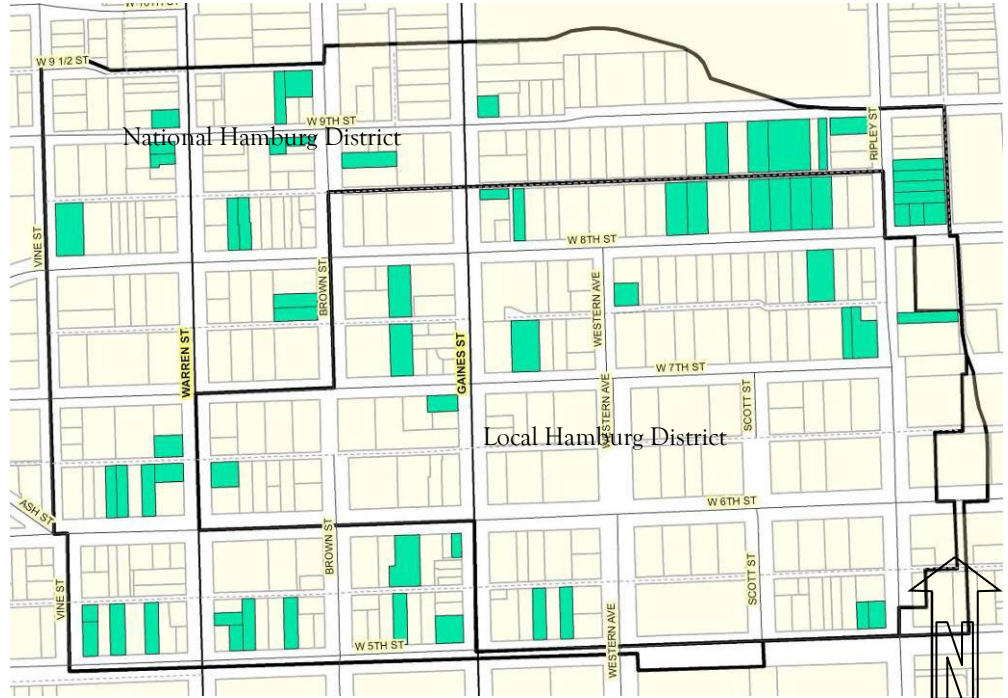 W 10TH ST
W 9 1/2 ST
W 9TH ST
National Hamburg District
RIPLEY ST
VINE ST
W 8TH ST
BROWN ST
WESTERN AVE
WARREN ST
GAINES ST
W 7TH ST
WESTERN AVE
SCOTT ST
Local Hamburg District
ASH ST
W 6TH ST
BROWN ST
VINE ST
SCOTT ST
WESTERN AVE
W 5TH ST
N